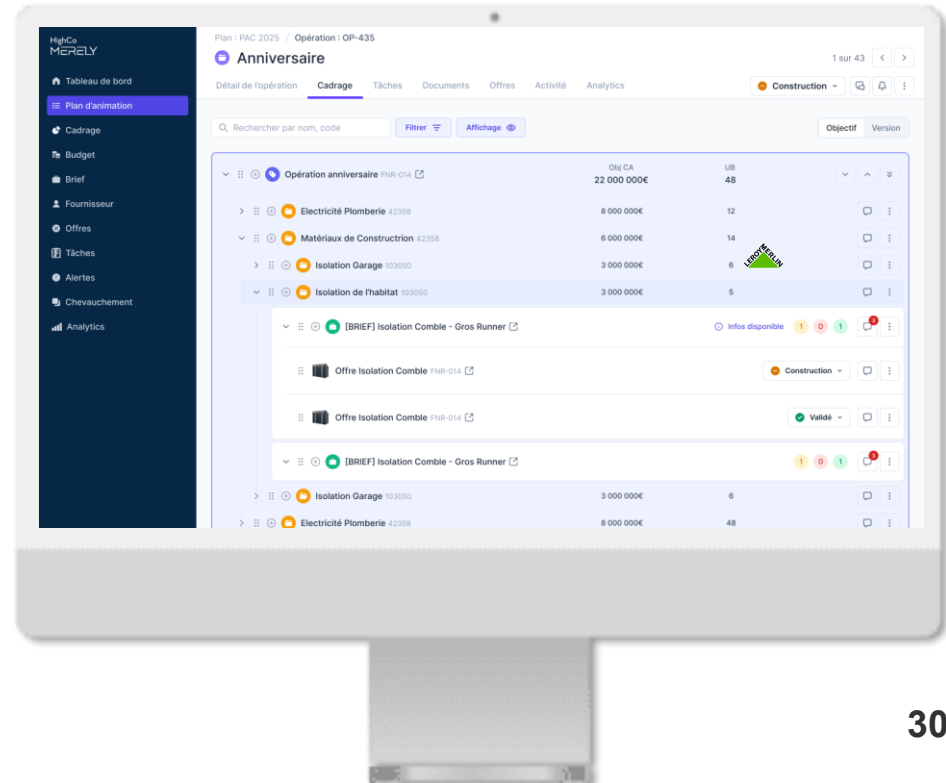 HighCo
MERELY
Tableau de bord
Plan d'animation
Cadrage
Budget
Brief
Fournisseur
Offres
Tâches
Alertes
Chevauchement
Analytics
Plan : PAC 2025 / Opération : OP-435
Anniversaire
1 sur 43
Détail de l'opération Cadrage Tâches Documents Offres Activité Analytics
Construction
Rechercher par nom, code Filtrer Affichage Objectif Version
Obj CA UB
Opération anniversaire FNR-014 22 000 000€ 48
Electricité Plomberie 42358 8 000 000€ 12
Matériaux de Constructrion 42358 6 000 000€ 14
LEROY MERLIN
Isolation Garage 103050 3 000 000€ 6
Isolation de l'habitat 103050 3 000 000€ 5
[BRIEF] Isolation Comble - Gros Runner Infos disponible 1 0 1 3
Offre Isolation Comble FNR-014 Construction
Offre Isolation Comble FNR-014 Validé
[BRIEF] Isolation Comble - Gros Runner 1 0 1 3
Isolation Garage 103050 3 000 000€ 6
Electricité Plomberie 42358 8 000 000€ 48
30